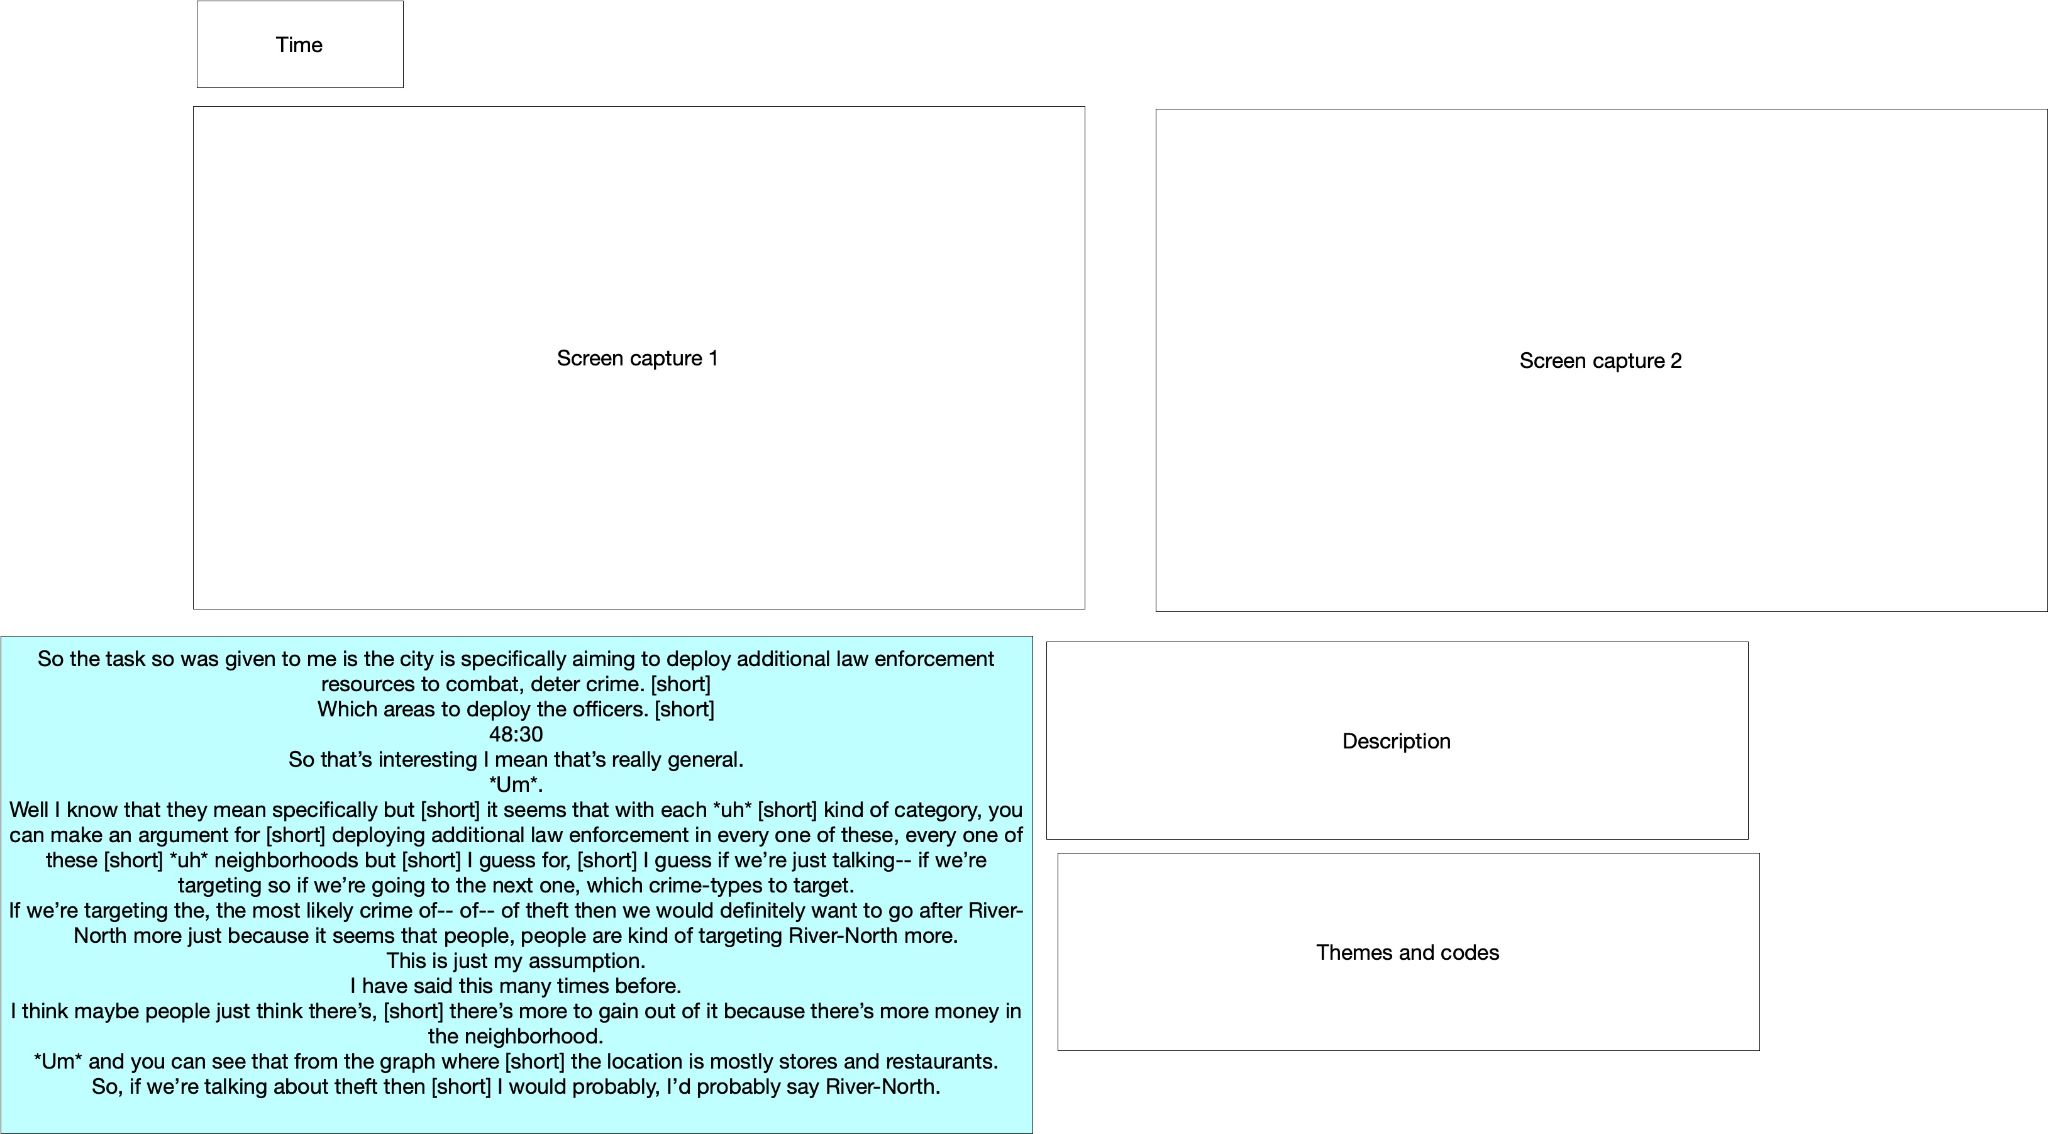 Time
Screen capture 1
Screen capture 2
So the task so was given to me is the city is specifically aiming to deploy additional law enforcement
resources to combat, deter crime. [short]
Which areas to deploy the officers. [short]
48:30
So that’s interesting I mean that’s really general.
*Um*.
Well I know that they mean specifically but [short] it seems that with each *uh* [short] kind of category, you
can make an argument for [short] deploying additional law enforcement in every one of these, every one of
these [short] *uh* neighborhoods but [short] I guess for, [short] I guess if we’re just talking-- if we’re
targeting so if we’re going to the next one, which crime-types to target.
If we’re targeting the, the most likely crime of-- of-- of theft then we would definitely want to go after River-
North more just because it seems that people, people are kind of targeting River-North more.
This is just my assumption.
I have said this many times before.
I think maybe people just think there’s, [short] there’s more to gain out of it because there’s more money in
the neighborhood.
*Um* and you can see that from the graph where [short] the location is mostly stores and restaurants.
So, if we’re talking about theft then [short] I would probably, I’d probably say River-North.
Description
Themes and codes